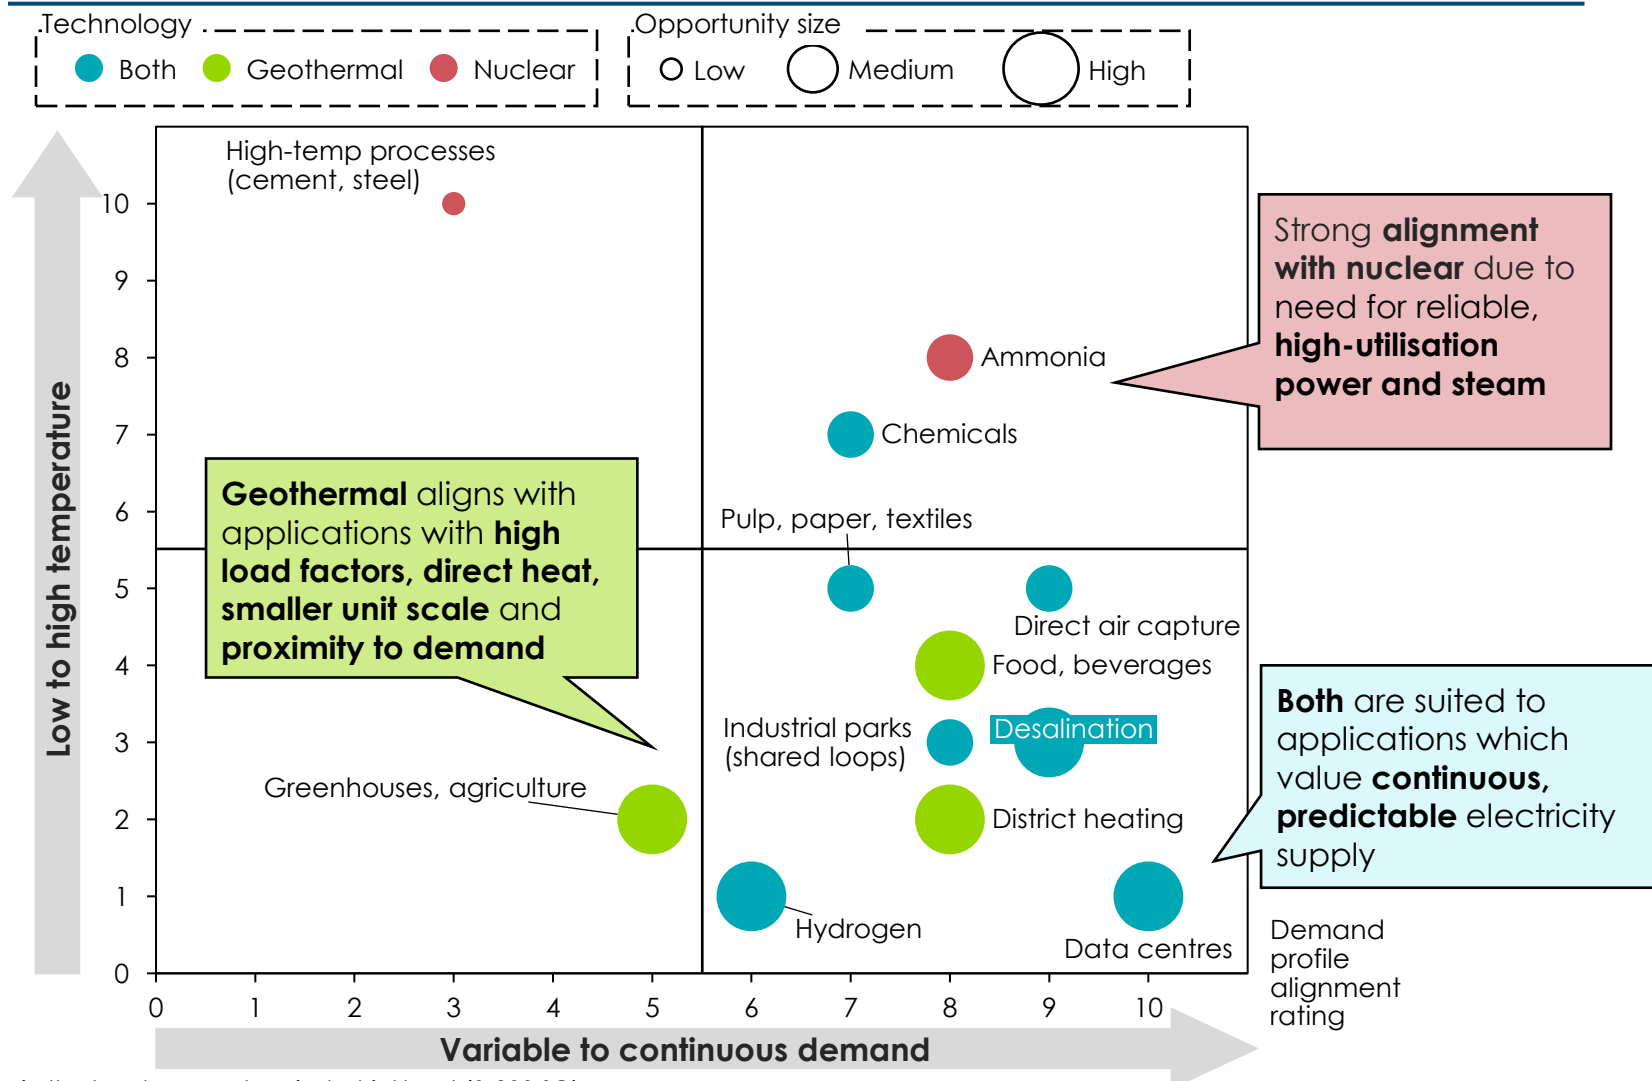 Technology
Both
Geothermal
Nuclear
Opportunity size
Low
Medium
High
Low to high temperature
10
9
8
7
6
5
4
3
2
1
0
High-temp processes
(cement, steel)
Ammonia
Chemicals
Pulp, paper, textiles
Direct air capture
Food, beverages
Industrial parks
(shared loops)
Desalination
Greenhouses, agriculture
District heating
Hydrogen
Data centres
Geothermal aligns with
applications with high
load factors, direct heat,
smaller unit scale and
proximity to demand
Strong alignment
with nuclear due to
need for reliable,
high-utilisation
power and steam
Both are suited to
applications which
value continuous,
predictable electricity
supply
Demand
profile
alignment
rating
0 1 2 3 4 5 6 7 8 9 10
Variable to continuous demand